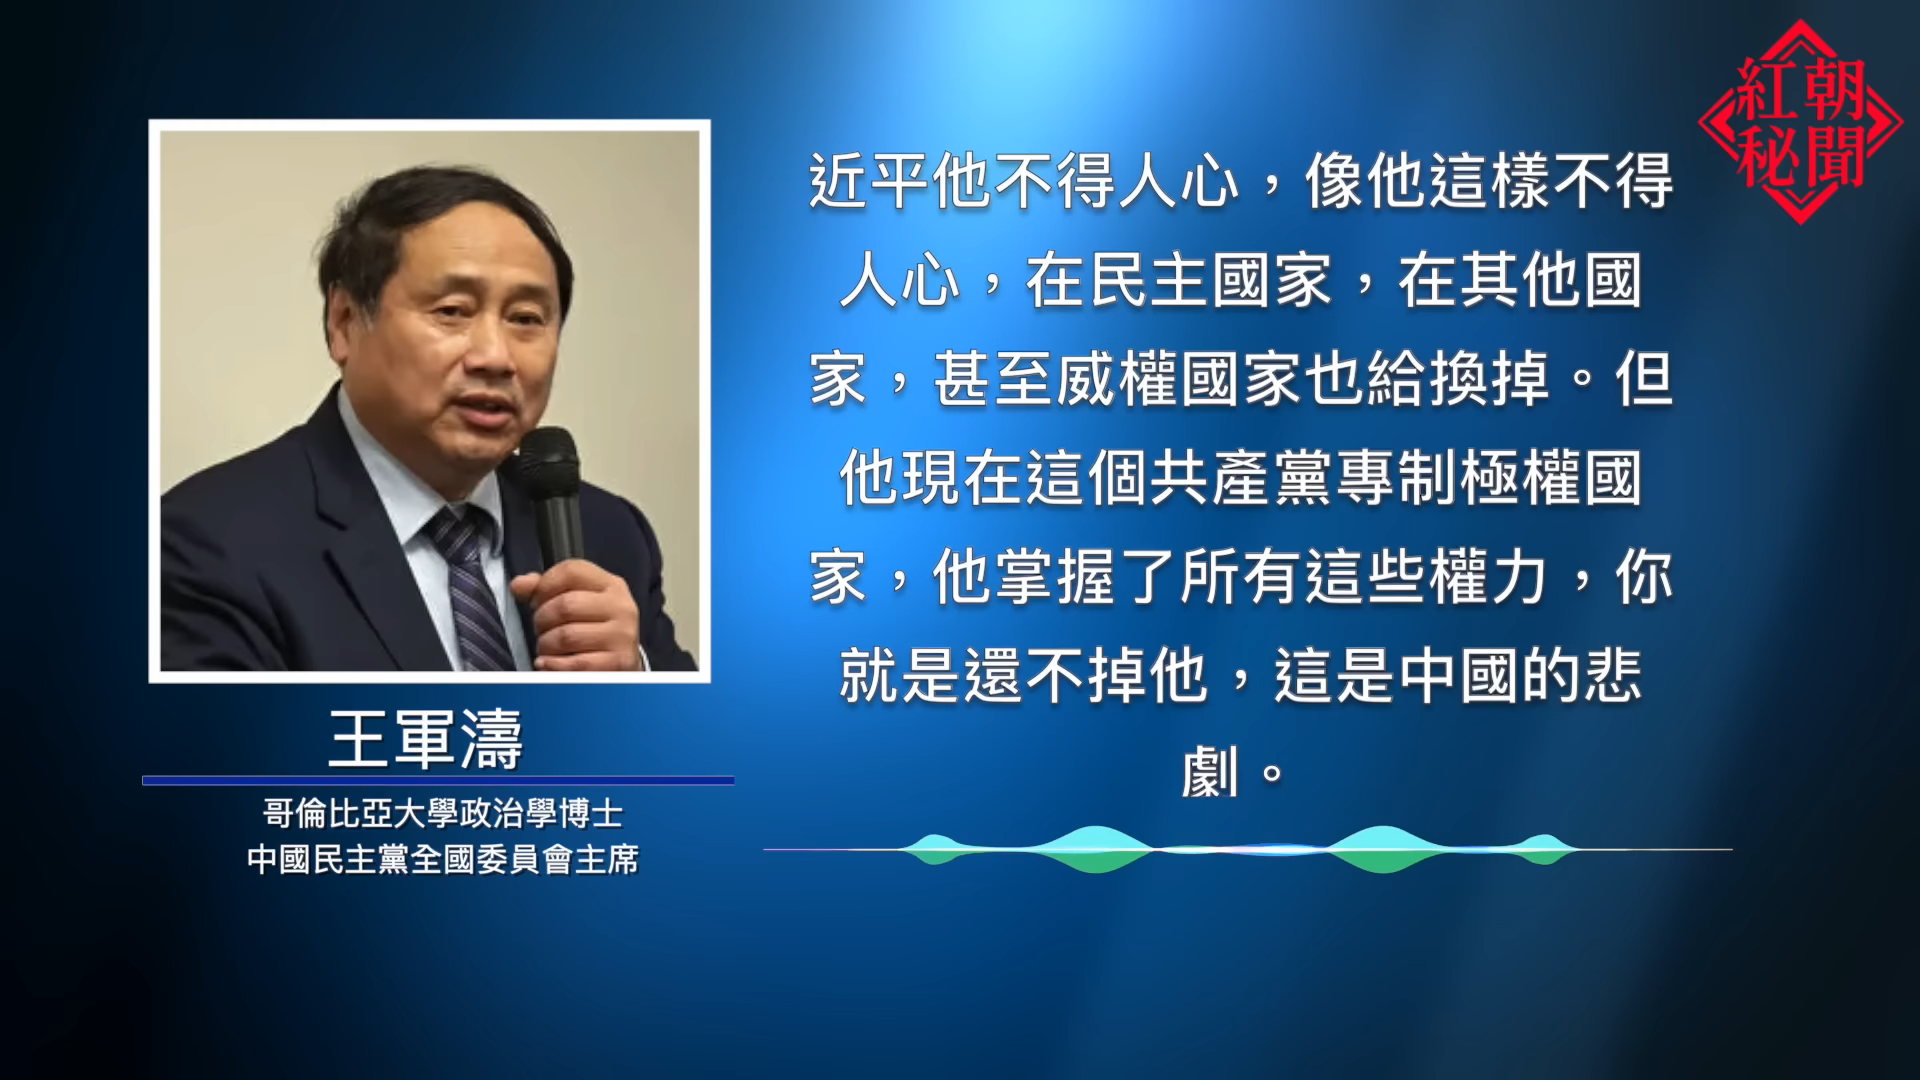 紅朝
秘聞
近平他不得人心，像他這樣不得
人心，在民主國家，在其他國
家，甚至威權國家也給換掉。但
他現在這個共產黨專制極權國
家，他掌握了所有這些權力，你
就是還不掉他，這是中國的悲
劇。
王軍濤
哥倫比亞大學政治學博士
中國民主黨全國委員會主席